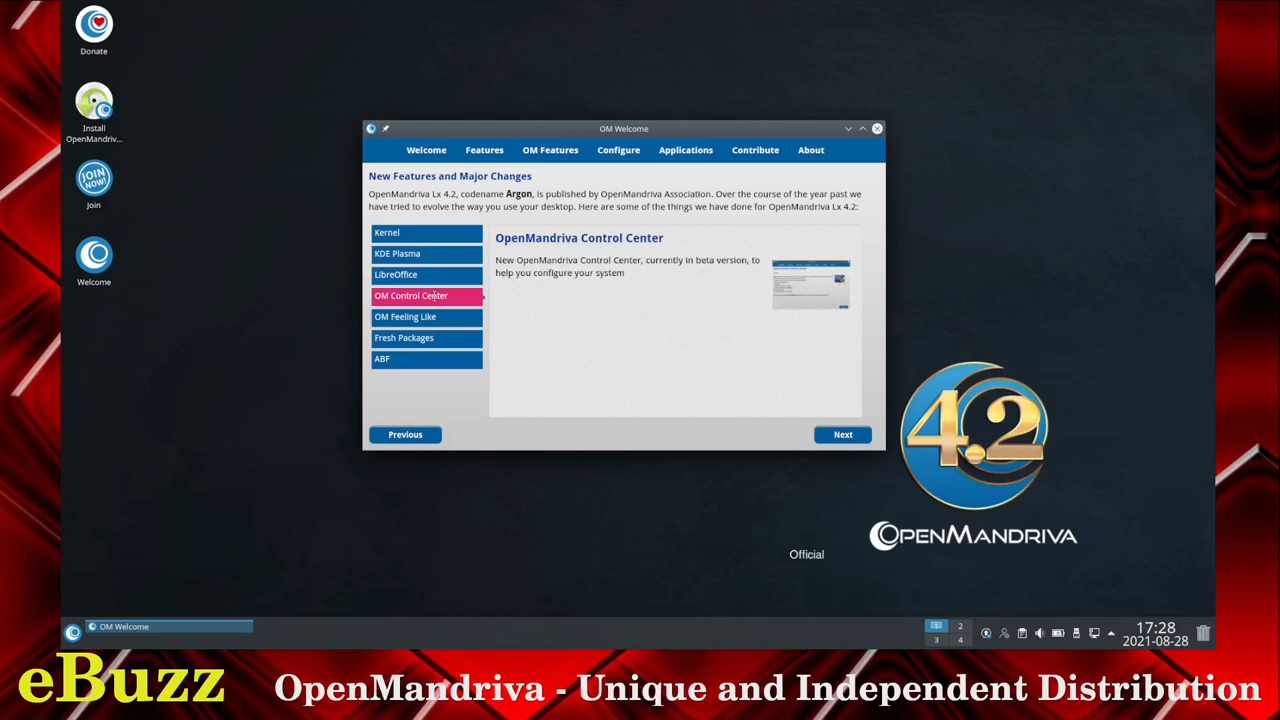 Donate
Install
OpenMandriv...
JOIN
NOW!
Join
Welcome
OM Welcome
Welcome Features OM Features Configure Applications Contribute About
New Features and Major Changes
OpenMandriva Lx 4.2, codename Argon, is published by OpenMandriva Association. Over the course of the year past we
have tried to evolve the way you use your desktop. Here are some of the things we have done for OpenMandriva Lx 4.2:
Kernel
KDE Plasma
LibreOffice
OM Control Center
OM Feeling Like
Fresh Packages
ABF
OpenMandriva Control Center
New OpenMandriva Control Center, currently in beta version, to
help you configure your system
Previous
Next
4.2
OPENMANDRIVA
Official
OM Welcome
1 2
3 4
17:28
2021-08-28
eBuzz
OpenMandriva - Unique and Independent Distribution